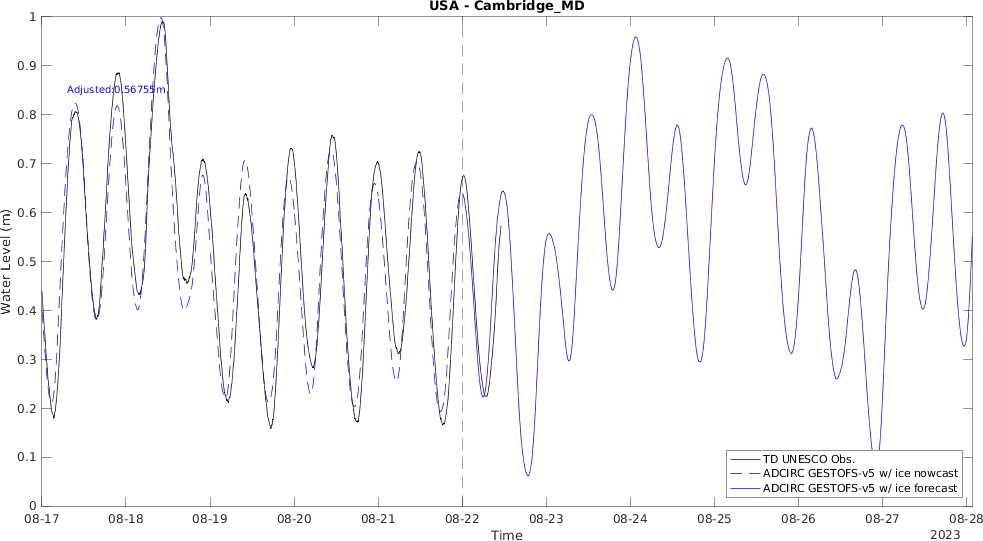 USA - Cambridge_MD
1
0.9
0.8
0.7
0.6
0.5
0.4
0.3
0.2
0.1
0
Water Level (m)
Adjusted:0.56755m.
TD UNESCO Obs.
ADCIRC GESTOFS-v5 w/ ice nowcast
ADCIRC GESTOFS-v5 w/ ice forecast
08-17 08-18 08-19 08-20 08-21 08-22 08-23 08-24 08-25 08-26 08-27 08-28
Time
2023